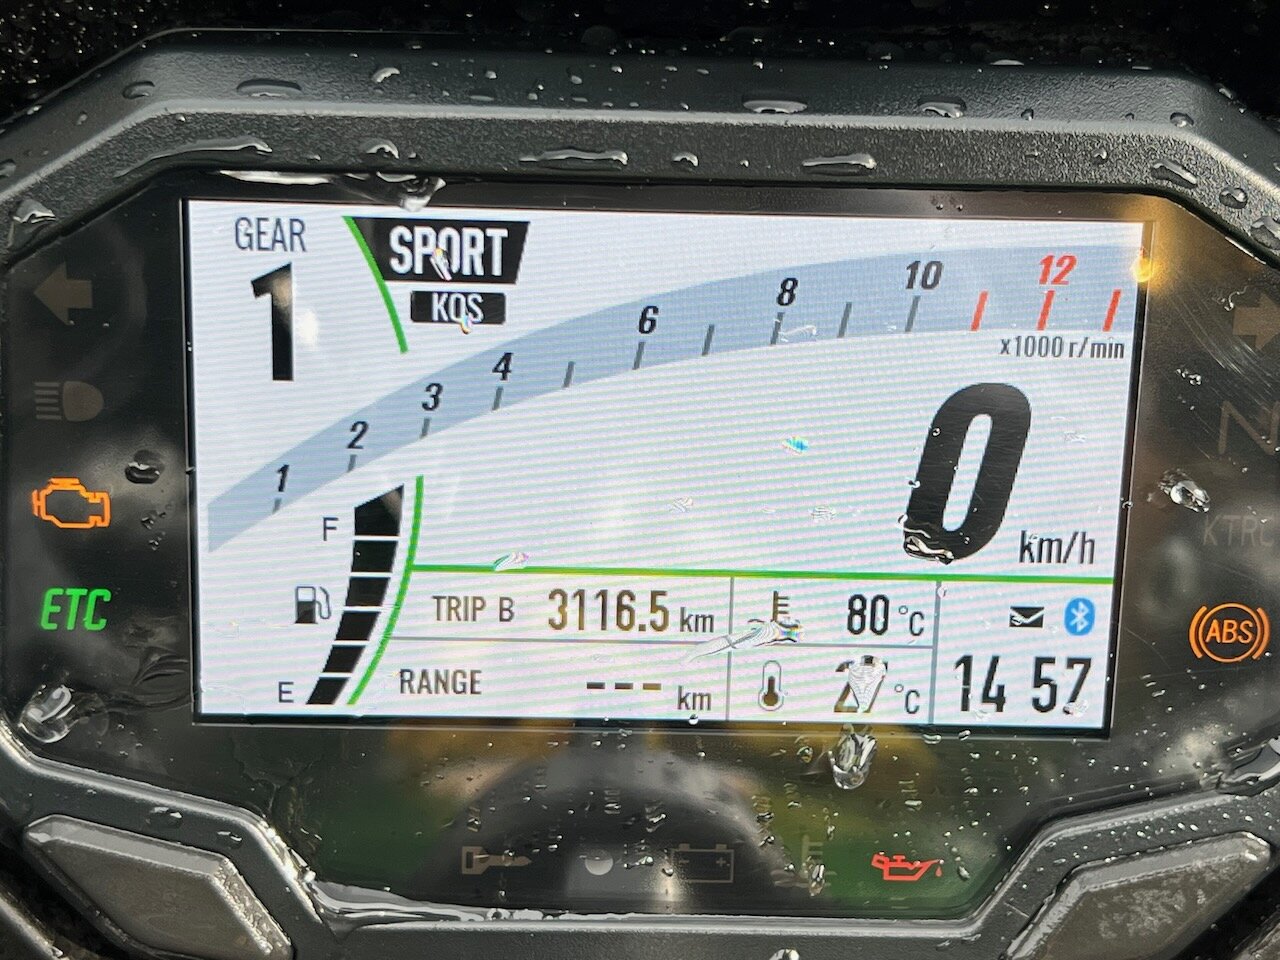 GEAR
1
SPORT
KQS
1
2
3
4
6
8
10
12
x1000 r/min
0
km/h
F
E
TRIP B 3116.5 km
80 °C
RANGE --- km
°C
14 57
ETC
N
KTRC
ABS